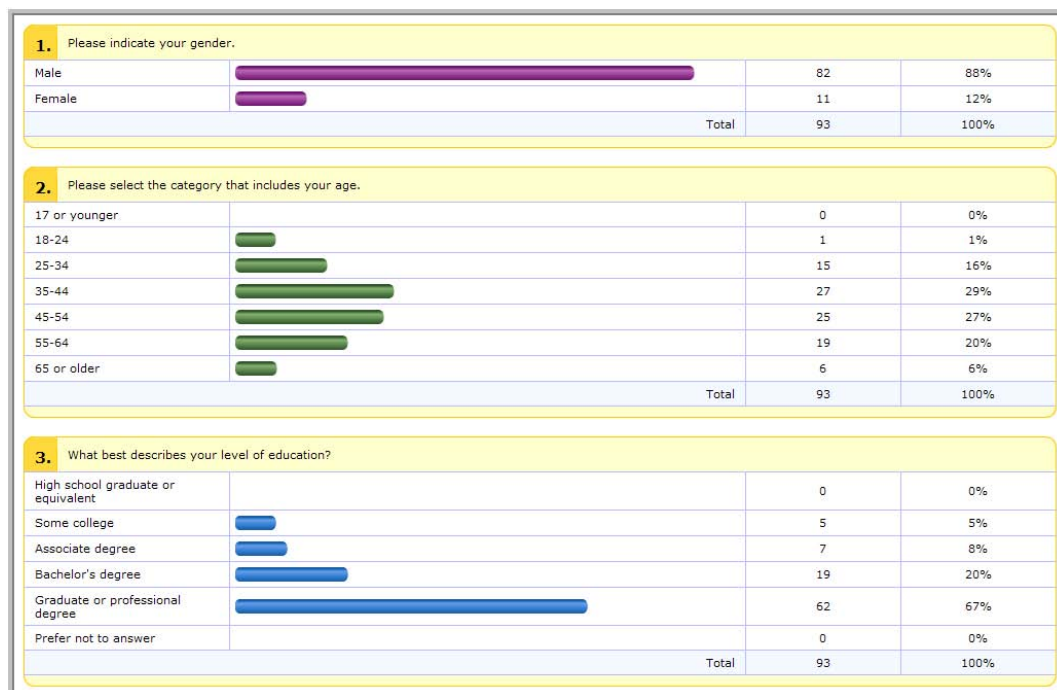 1. Please indicate your gender.
Male 82 88%
Female 11 12%
Total 93 100%
2. Please select the category that includes your age.
17 or younger 0 0%
18-24 1 1%
25-34 15 16%
35-44 27 29%
45-54 25 27%
55-64 19 20%
65 or older 6 6%
Total 93 100%
3. What best describes your level of education?
High school graduate or
equivalent 0 0%
Some college 5 5%
Associate degree 7 8%
Bachelor's degree 19 20%
Graduate or professional
degree 62 67%
Prefer not to answer 0 0%
Total 93 100%